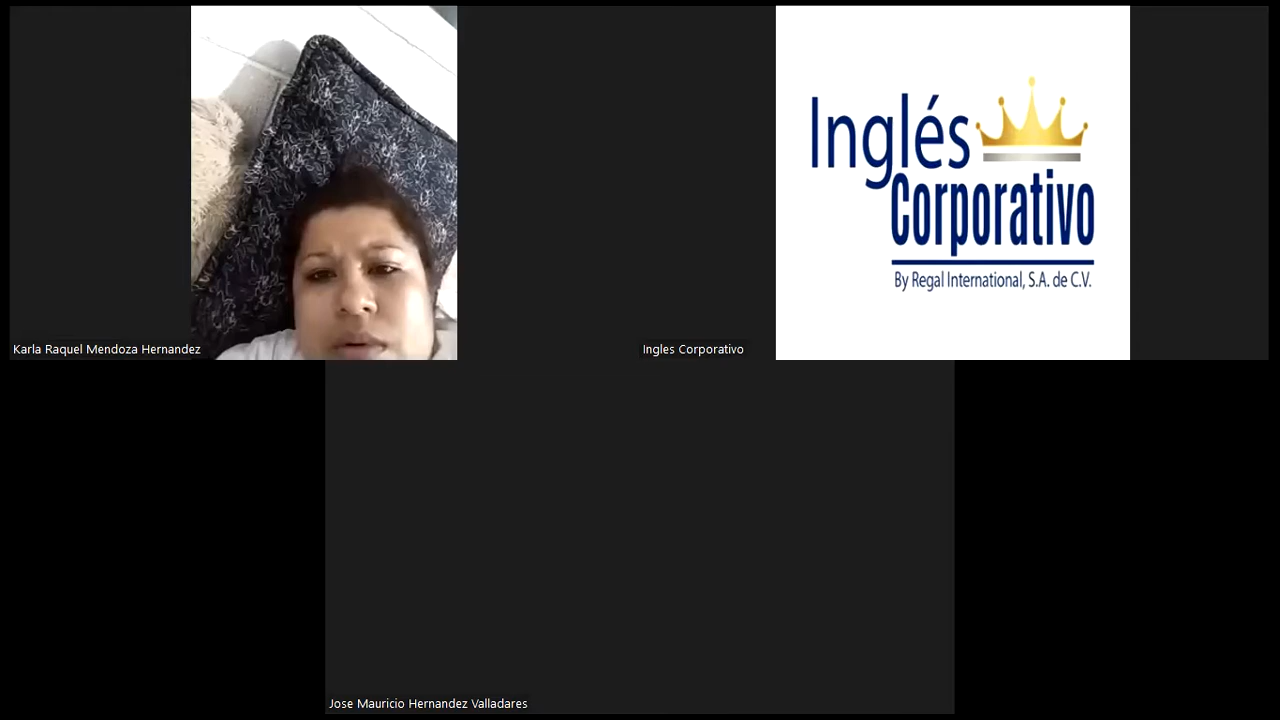 Inglés
Corporativo
By Regal International, S.A. de C.V.
Karla Raquel Mendoza Hernandez
Ingles Corporativo
Jose Mauricio Hernandez Valladares